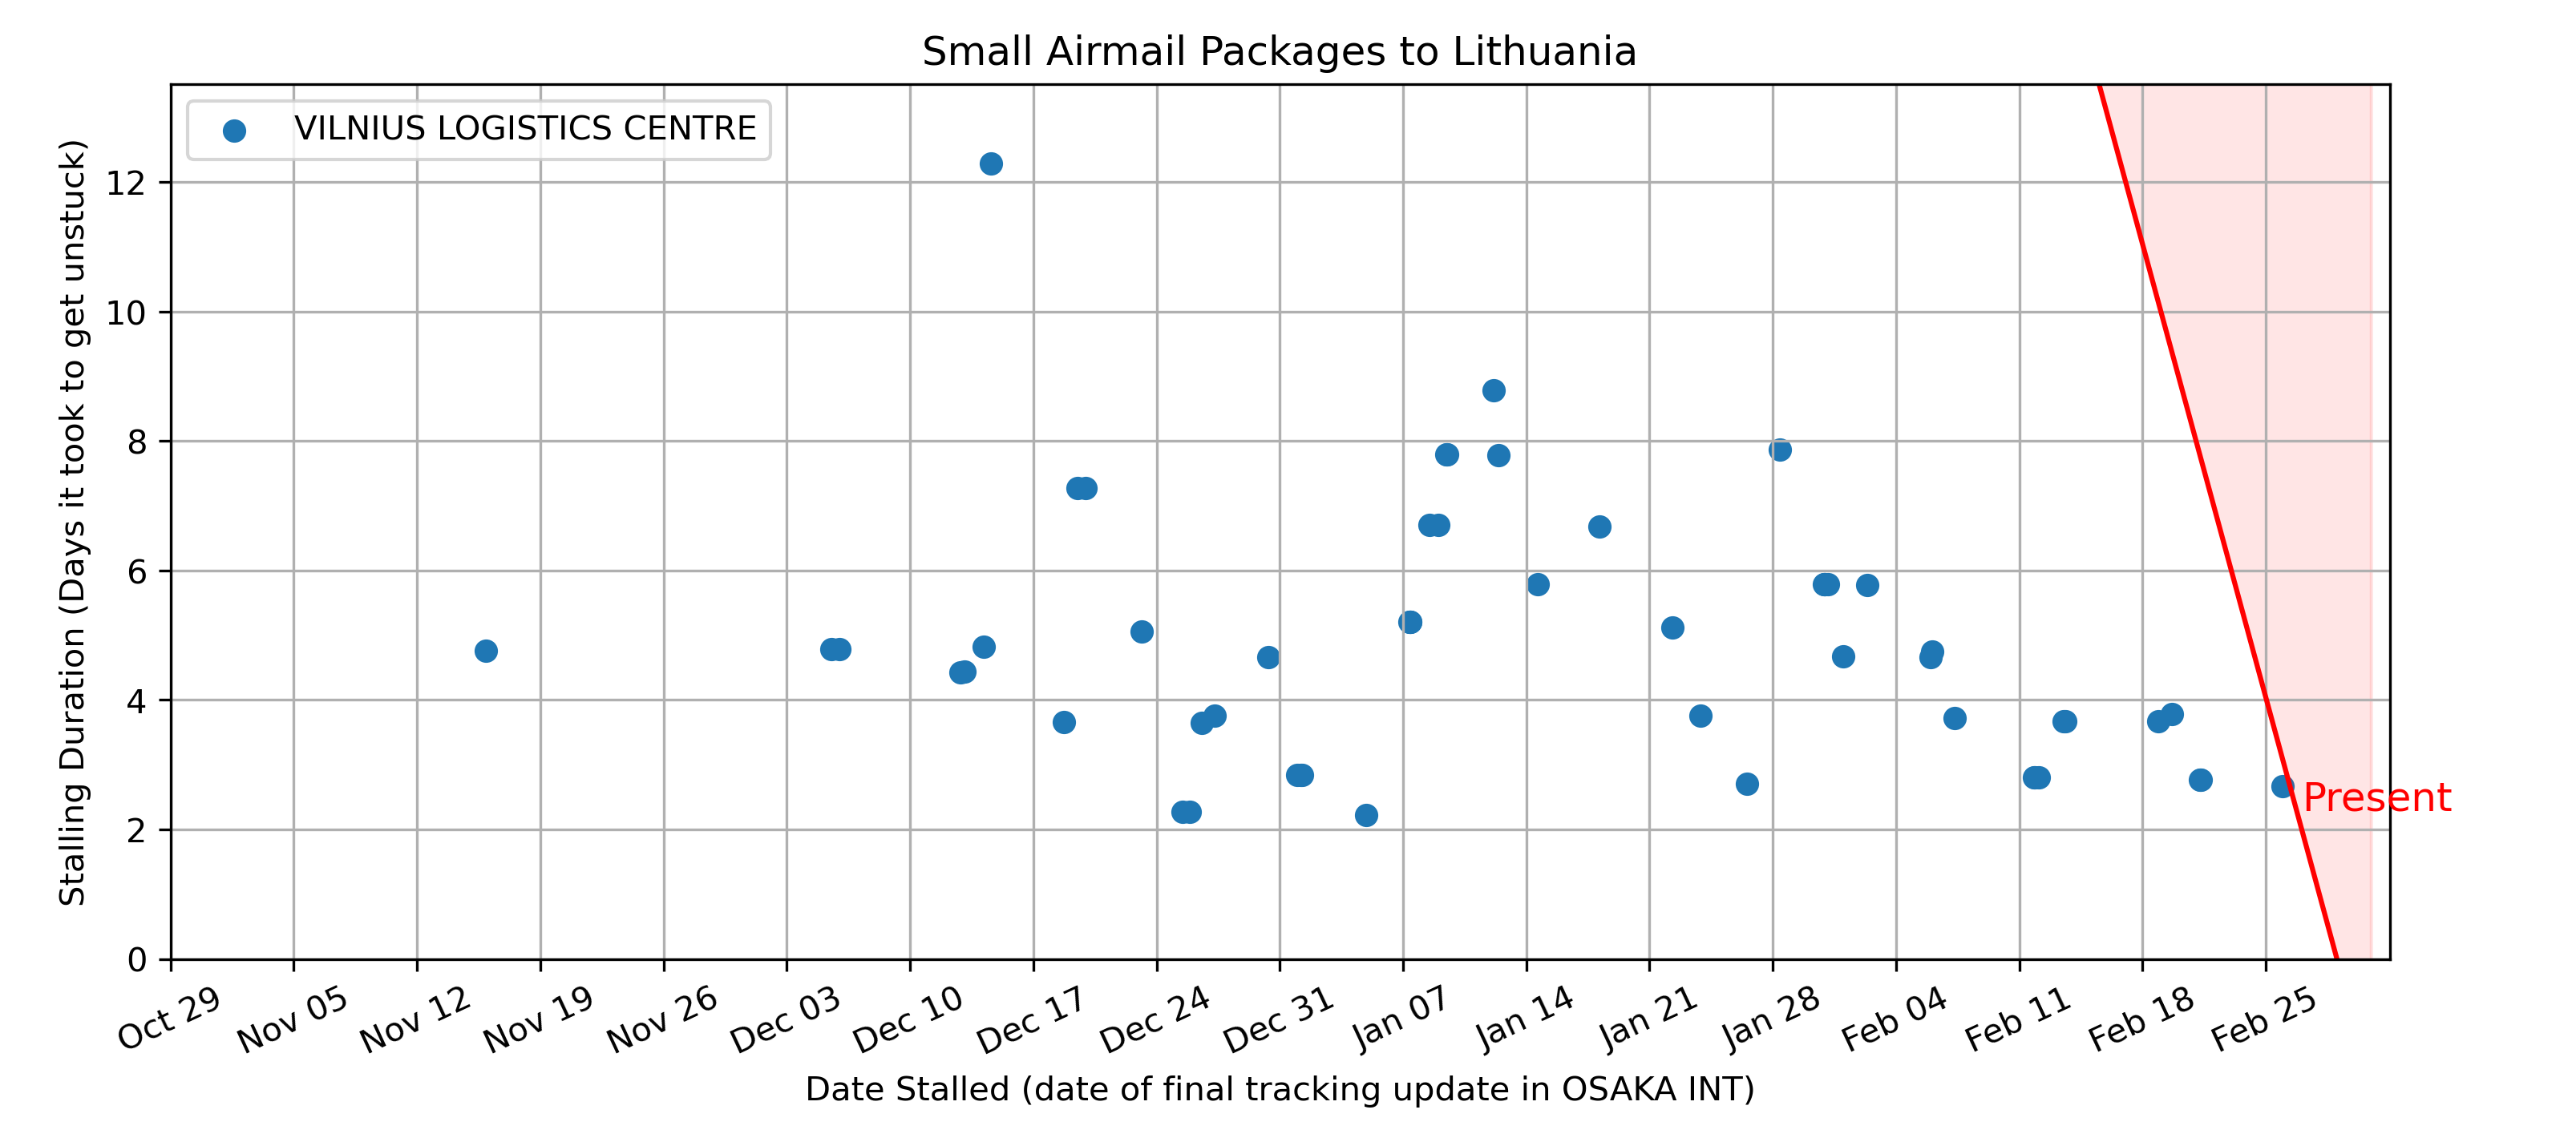 Small Airmail Packages to Lithuania
VILNIUS LOGISTICS CENTRE
Stalling Duration (Days it took to get unstuck)
12
10
8
6
4
2
0
Present
Oct 29
Nov 05
Nov 12
Nov 19
Nov 26
Dec 03
Dec 10
Dec 17
Dec 24
Dec 31
Jan 07
Jan 14
Jan 21
Jan 28
Feb 04
Feb 11
Feb 18
Feb 25
Date Stalled (date of final tracking update in OSAKA INT)